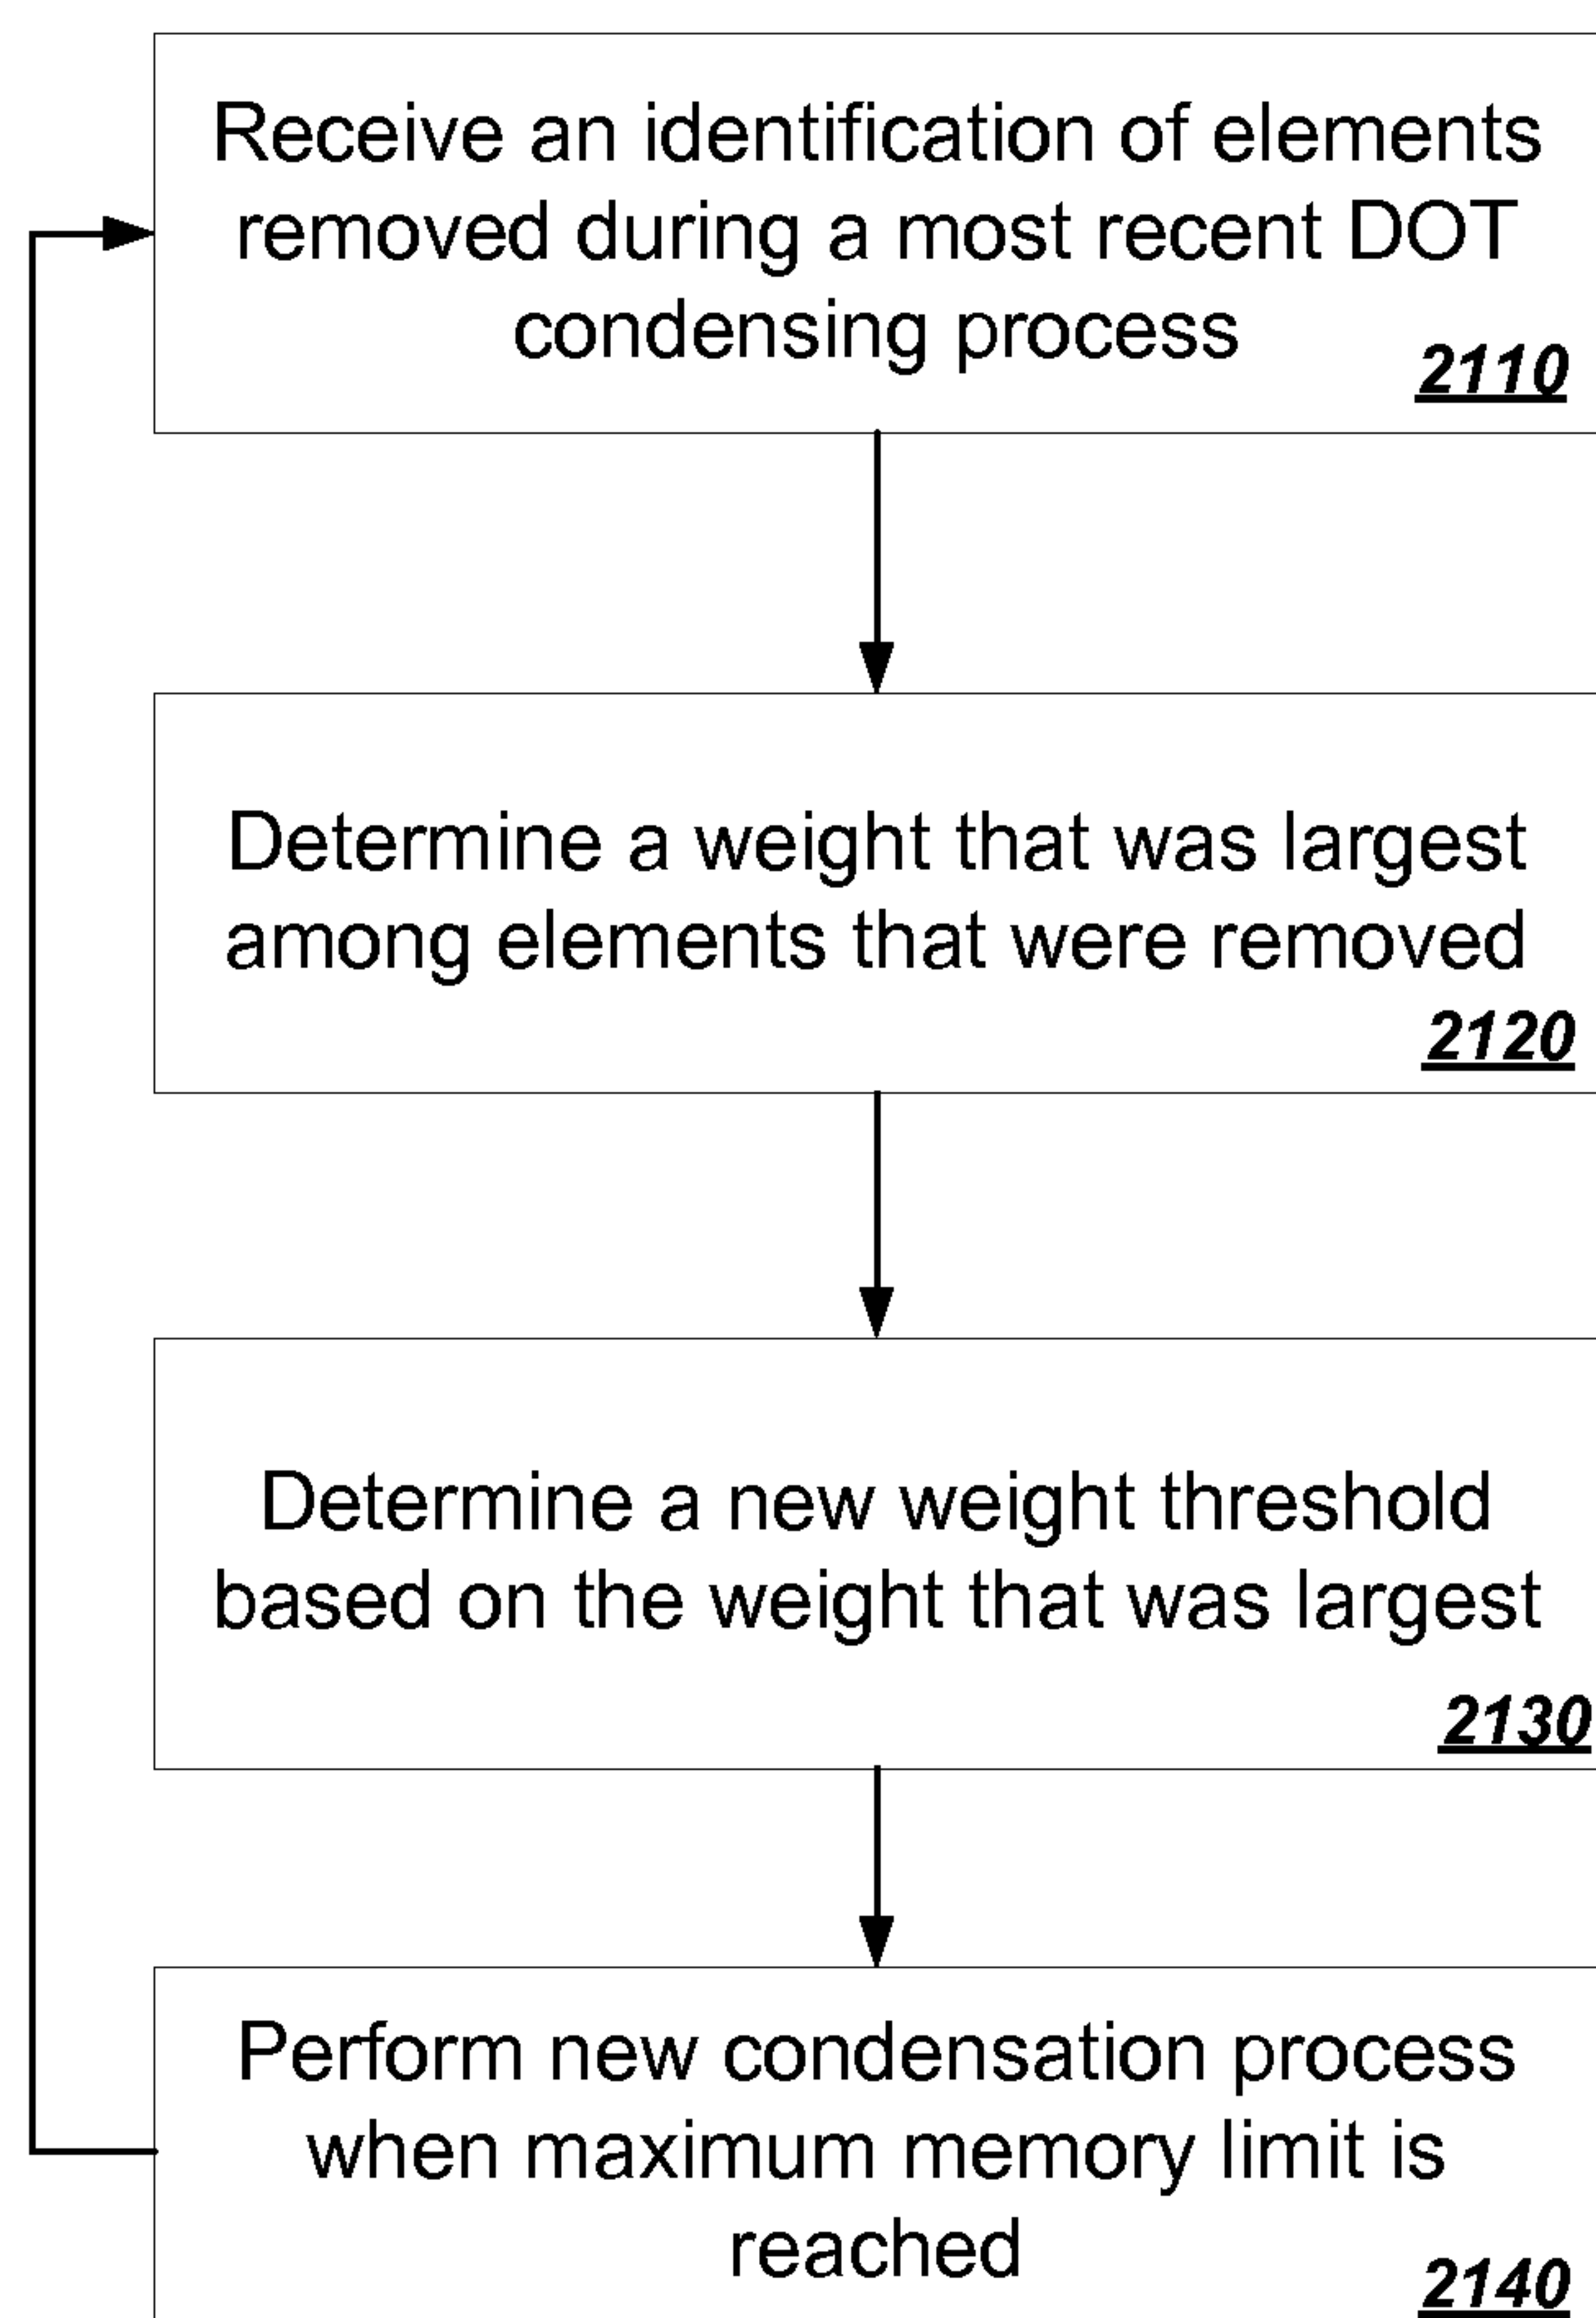 Receive an identification of elements
removed during a most recent DOT
condensing process
2110
Determine a weight that was largest
among elements that were removed
2120
Determine a new weight threshold
based on the weight that was largest
2130
Perform new condensation process
when maximum memory limit is
reached
2140